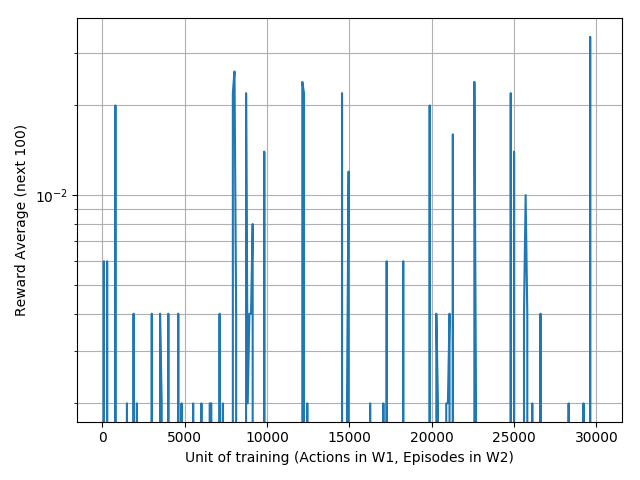 Reward Average (next 100)
10⁻²
0 5000 10000 15000 20000 25000 30000
Unit of training (Actions in W1, Episodes in W2)